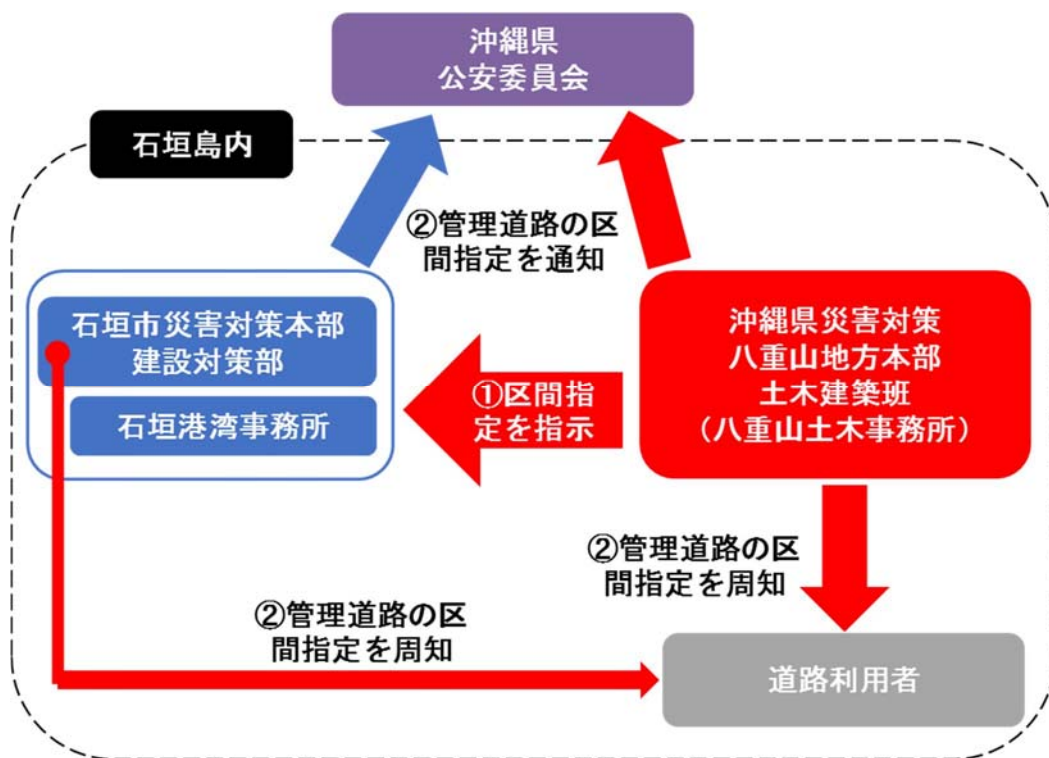 沖縄県
公安委員会
石垣島内
②管理道路の区
間指定を通知
石垣市災害対策本部
建設対策部
石垣港湾事務所
①区間指
定を指示
沖縄県災害対策
八重山地方本部
土木建築班
（八重山土木事務所）
②管理道路の区
間指定を周知
②管理道路の区
間指定を周知
道路利用者